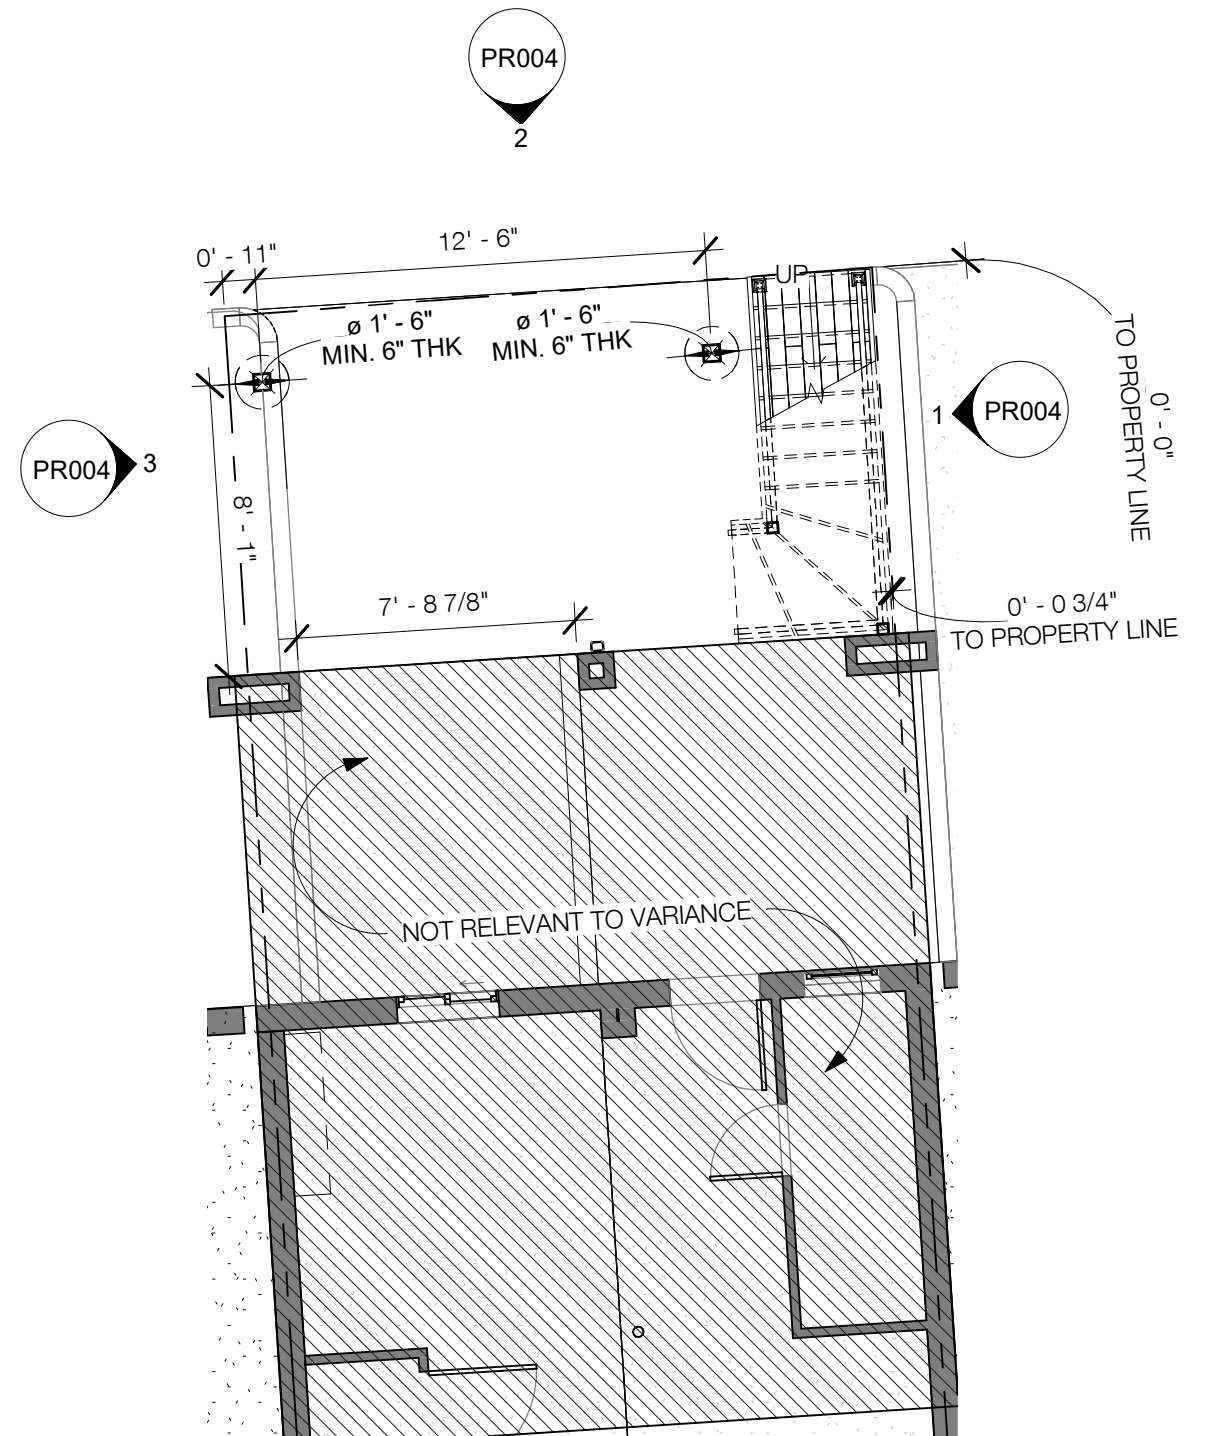 PR004
2
0' - 11"
12' - 6"
UP
ø 1' - 6"
MIN. 6" THK
ø 1' - 6"
MIN. 6" THK
0' - 0"
TO PROPERTY LINE
1
PR004
PR004
3
8' - 1"
7' - 8 7/8"
0' - 0 3/4"
TO PROPERTY LINE
NOT RELEVANT TO VARIANCE